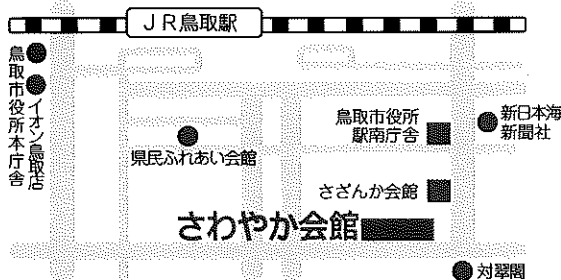 JR鳥取駅
鳥取市役所本庁舎
イオン鳥取店
鳥取市役所
駅南庁舎
新日本海
新聞社
県民ふれあい会館
さざんか会館
さわやか会館
対翠閣